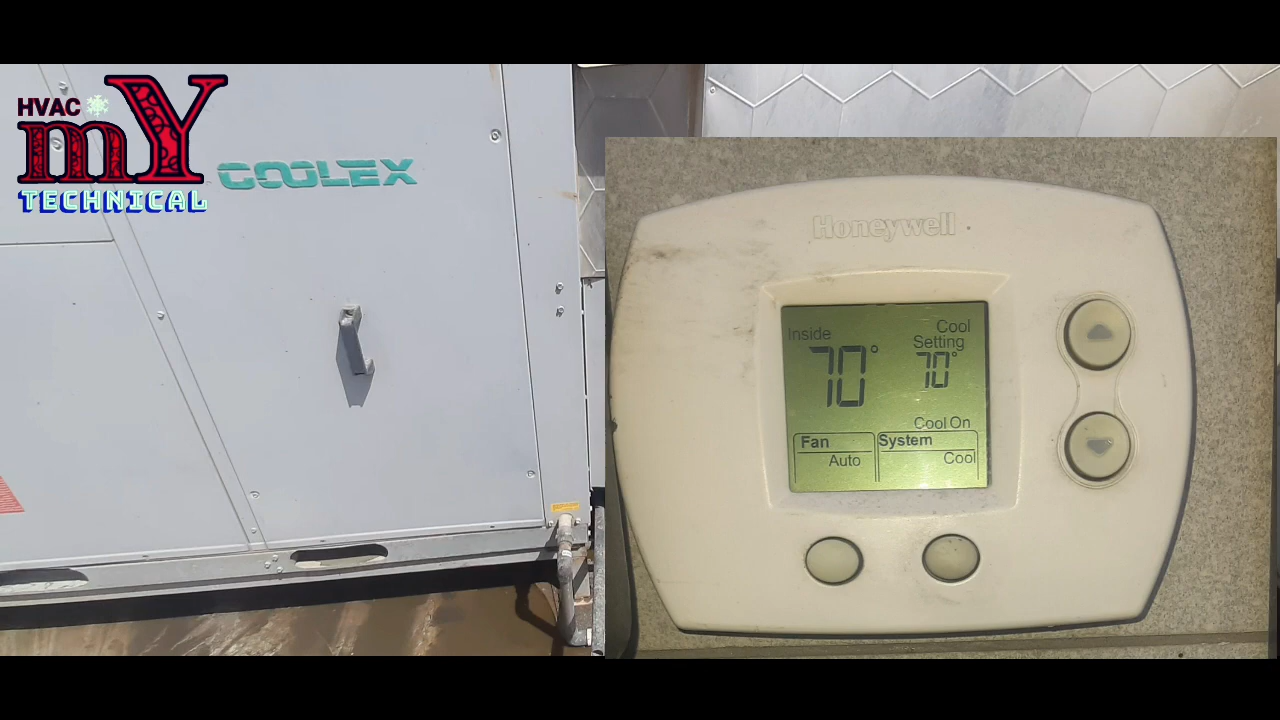 HVAC
mY
TECHNICAL
COOLEX
Honeywell
Inside
Cool
Setting
70°
70°
Cool On
Fan
System
Auto
Cool